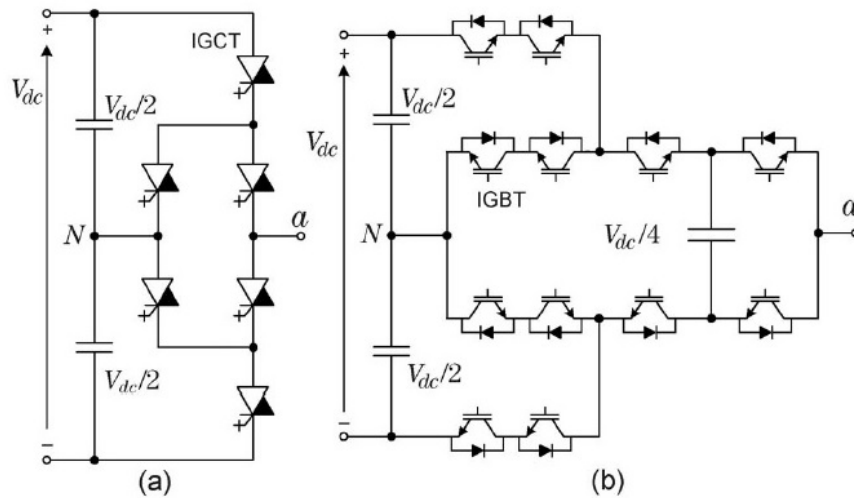 +
IGCT
V_dc
V_dc/2
N
a
V_dc/2
−
(a)
+
V_dc
V_dc/2
IGBT
N
V_dc/4
a
V_dc/2
−
(b)